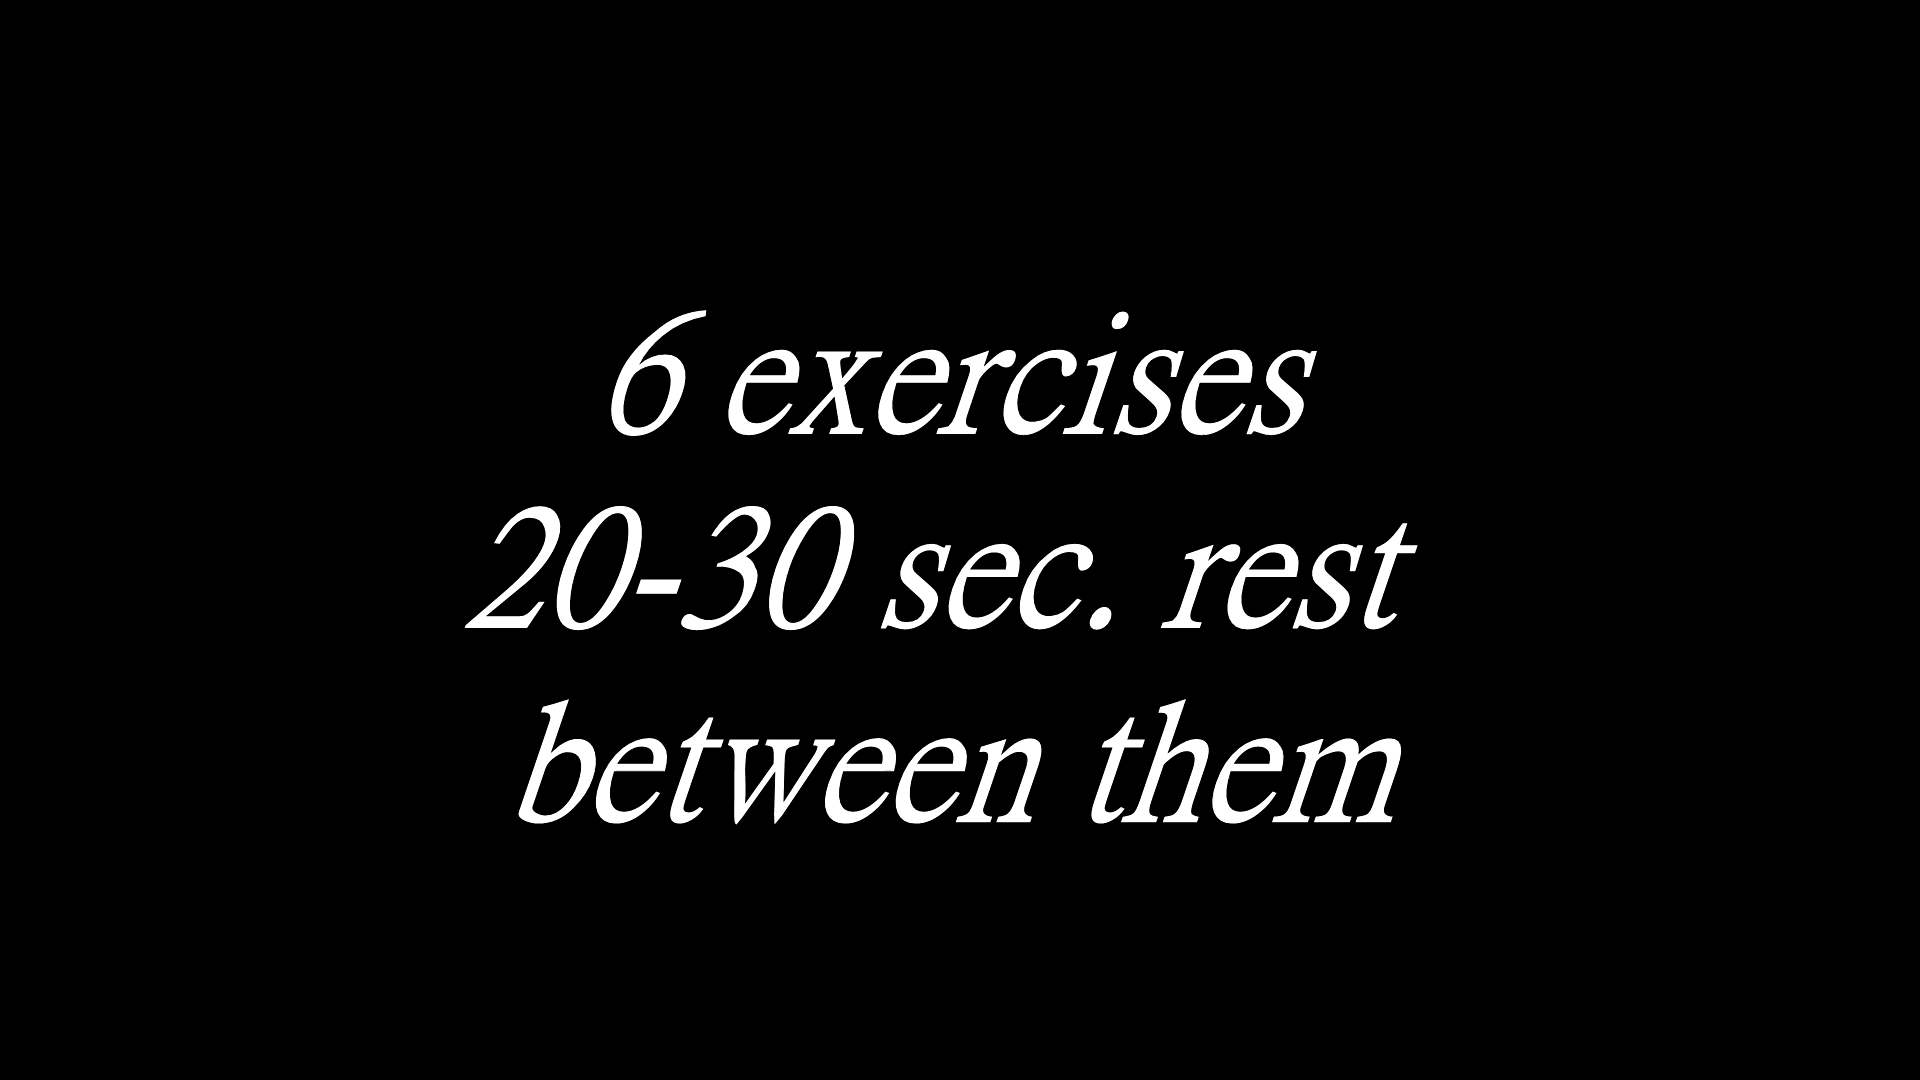 6 exercises
20-30 sec. rest
between them